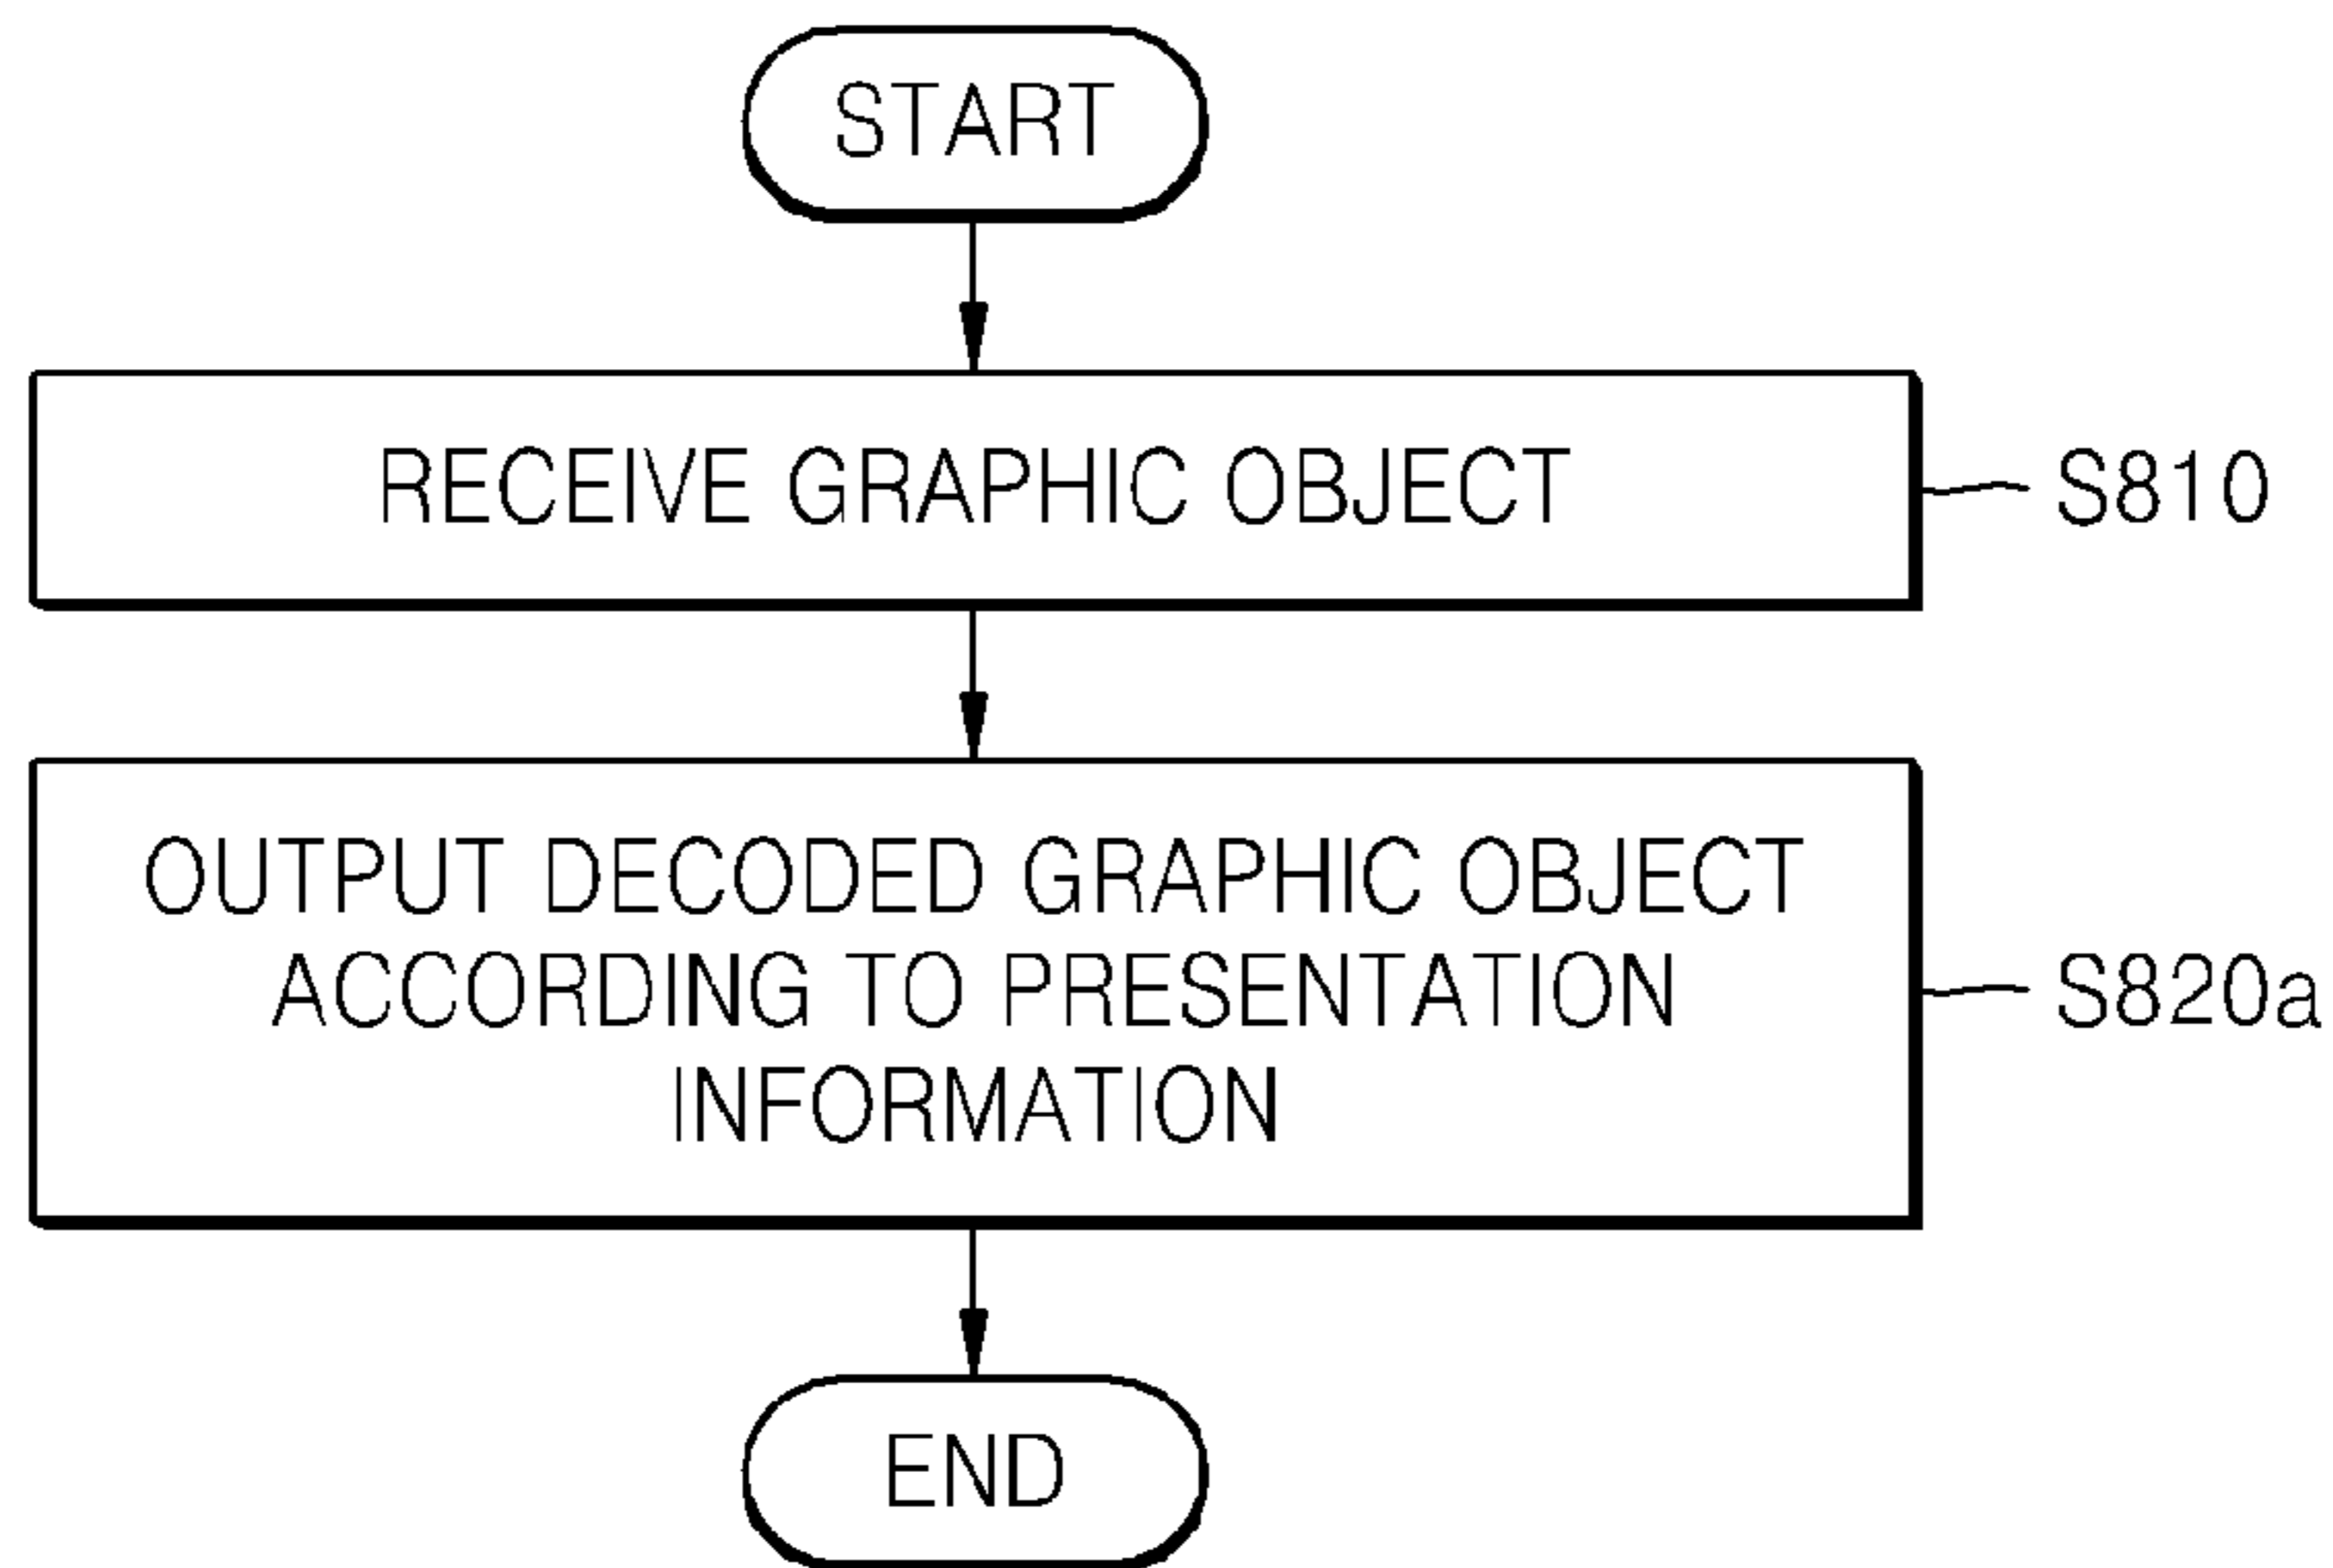 START
RECEIVE GRAPHIC OBJECT
S810
OUTPUT DECODED GRAPHIC OBJECT
ACCORDING TO PRESENTATION
INFORMATION
S820a
END